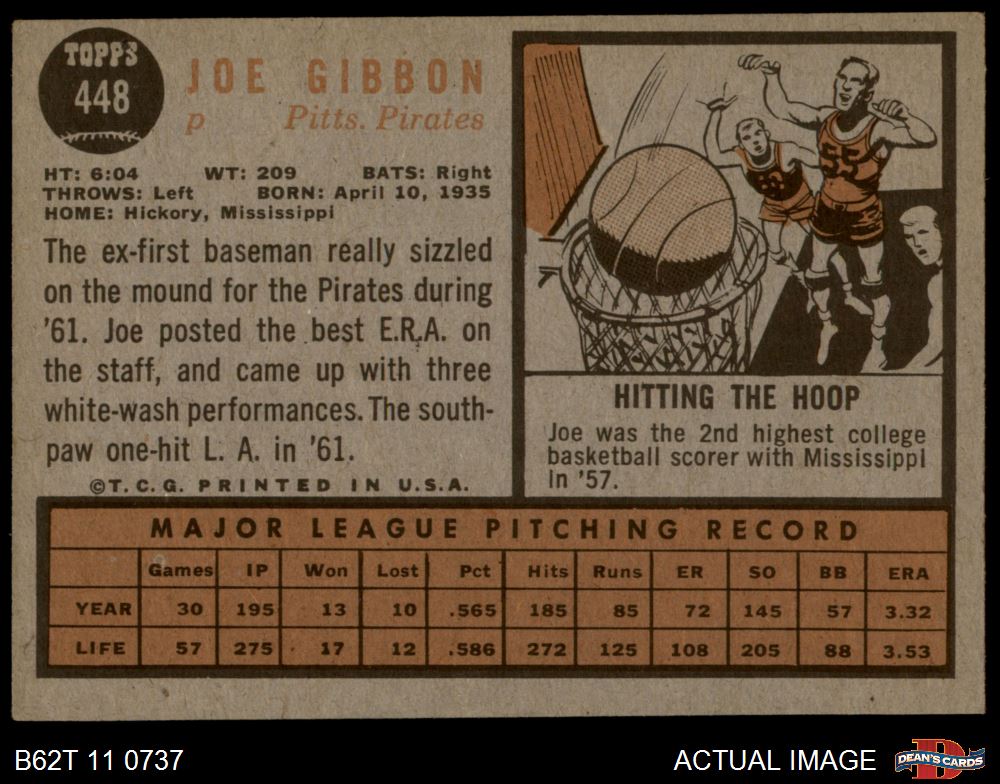 TOPPS
448
JOE GIBBON
p Pitts. Pirates
HT: 6:04 WT: 209 BATS: Right
THROWS: Left BORN: April 10, 1935
HOME: Hickory, Mississippi
The ex-first baseman really sizzled
on the mound for the Pirates during
'61. Joe posted the best E.R.A. on
the staff, and came up with three
white-wash performances. The south-
paw one-hit L. A. in '61.
©T. C. G. PRINTED IN U.S.A.
55
HITTING THE HOOP
Joe was the 2nd highest college
basketball scorer with Mississippi
in '57.
MAJOR LEAGUE PITCHING RECORD
Games IP Won Lost Pct Hits Runs ER SO BB ERA
YEAR 30 195 13 10 .565 185 85 72 145 57 3.32
LIFE 57 275 17 12 .586 272 125 108 205 88 3.53
B62T 11 0737
ACTUAL IMAGE
D
DEAN'S CARDS